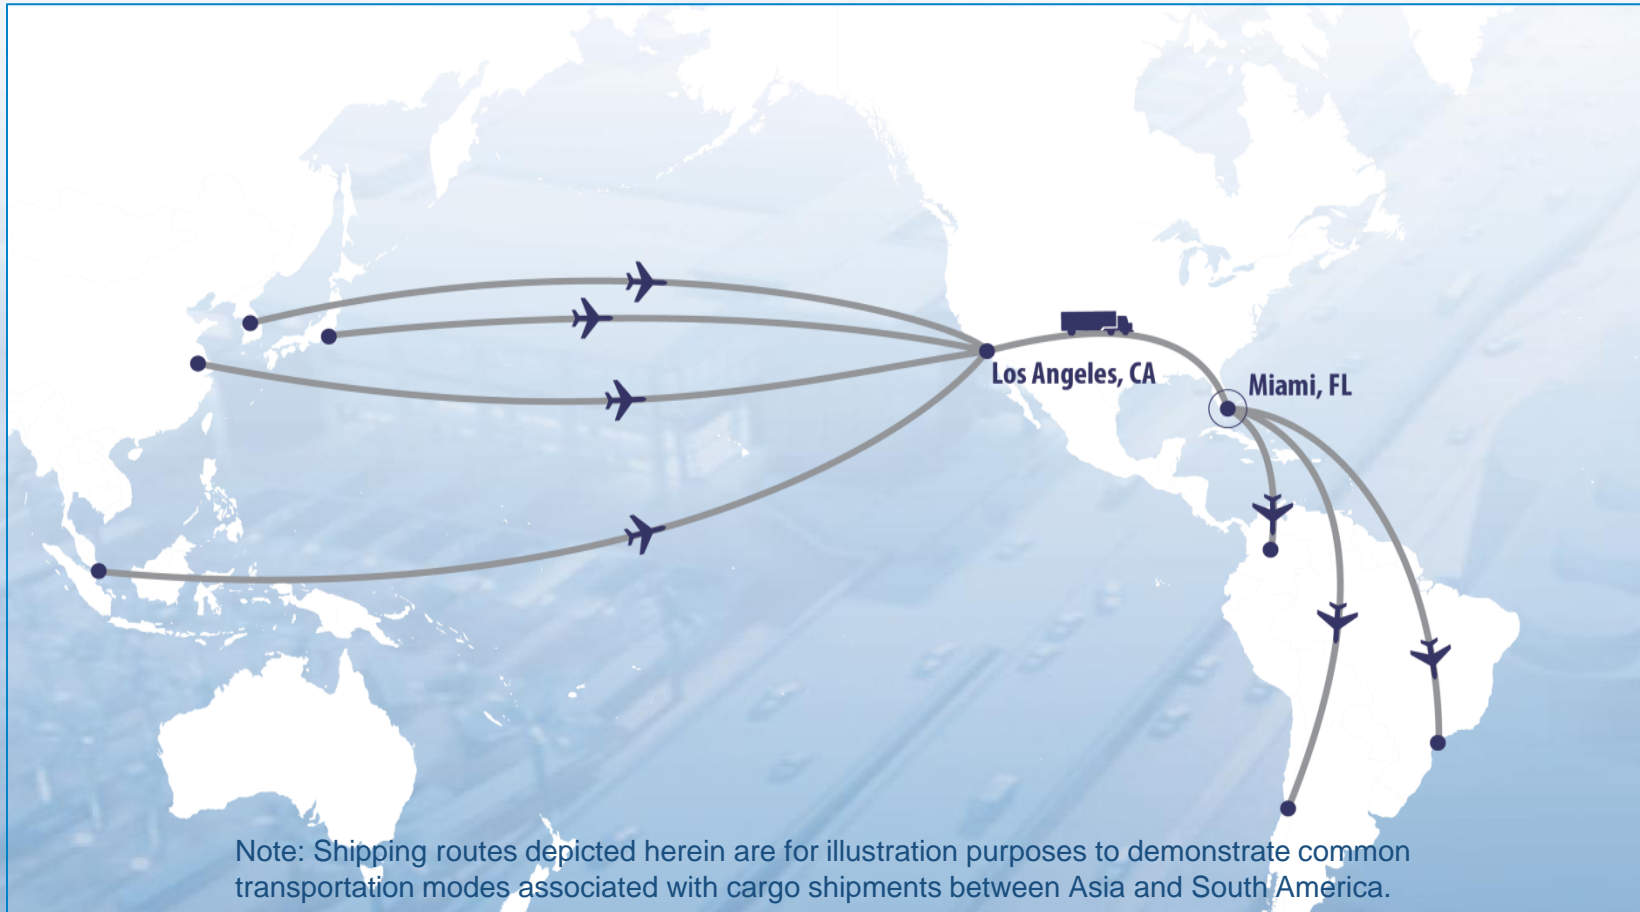 Los Angeles, CA
Miami, FL
Note: Shipping routes depicted herein are for illustration purposes to demonstrate common
transportation modes associated with cargo shipments between Asia and South America.